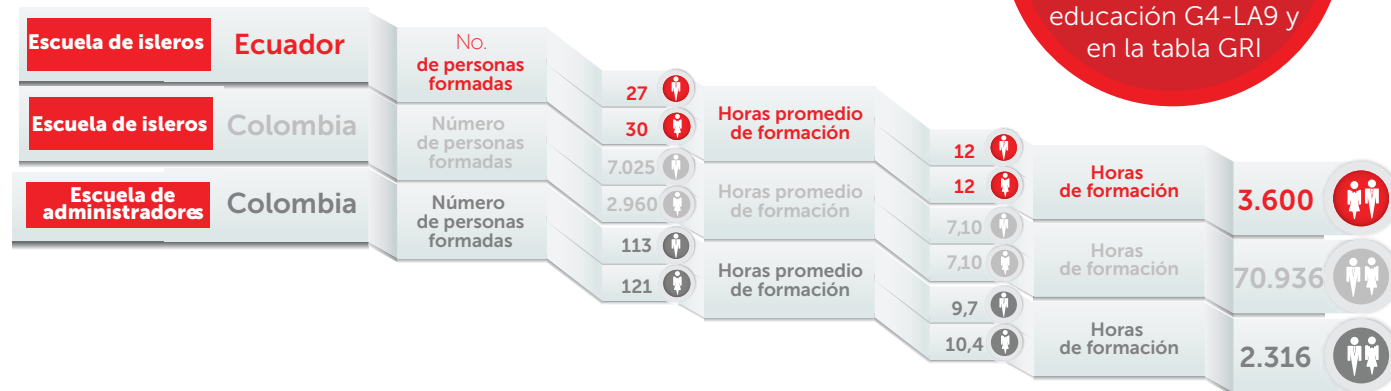 educación G4-LA9 y
en la tabla GRI
Escuela de isleros
Ecuador
No.
de personas
formadas
27
30
Horas promedio
de formación
12
12
Horas
de formación
3.600
Escuela de isleros
Colombia
Número
de personas
formadas
7.025
2.960
Horas promedio
de formación
7,10
7,10
Horas
de formación
70.936
Escuela de
administradores
Colombia
Número
de personas
formadas
113
121
Horas promedio
de formación
9,7
10,4
Horas
de formación
2.316